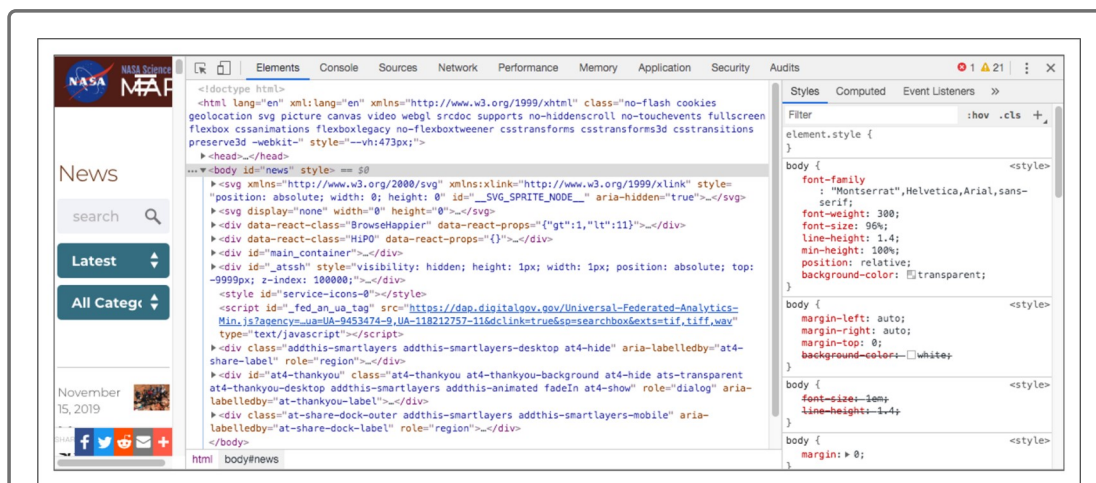 NASA
NASA Science
News
search
Latest
All Categ
November
15, 2019
Elements Console Sources Network Performance Memory Application Security Audits 1 21
<!doctype html>
<html lang="en" xml:lang="en" xmlns="http://www.w3.org/1999/xhtml" class="no-flash cookies
geolocation svg picture canvas video webgl srcdoc supports no-hiddenscroll no-touchevents fullscreen
flexbox cssanimations flexboxlegacy no-flexboxtweener csstransforms csstransforms3d csstransitions
preserve3d -webkit-" style="--vh:473px;">
▶<head>…</head>
…▼<body id="news" style> == $0
▶<svg xmlns="http://www.w3.org/2000/svg" xmlns:xlink="http://www.w3.org/1999/xlink" style=
"position: absolute; width: 0; height: 0" id="__SVG_SPRITE_NODE__" aria-hidden="true">…</svg>
▶<svg display="none" width="0" height="0">…</svg>
▶<div data-react-class="BrowseHappier" data-react-props="{"gt":1,"lt":11}">…</div>
▶<div data-react-class="HiPO" data-react-props="{}">…</div>
▶<div id="main_container">…</div>
▶<div id="_atssh" style="visibility: hidden; height: 1px; width: 1px; position: absolute; top:
-9999px; z-index: 100000;">…</div>
<style id="service-icons-0"></style>
<script id="_fed_an_ua_tag" src="https://dap.digitalgov.gov/Universal-Federated-Analytics-
Min.js?agency=…ua=UA-9453474-9,UA-118212757-11&dclink=true&sp=searchbox&exts=tif,tiff,wav"
type="text/javascript"></script>
▶<div class="addthis-smartlayers addthis-smartlayers-desktop at4-hide" aria-labelledby="at4-
share-label" role="region">…</div>
▶<div id="at4-thankyou" class="at4-thankyou at4-thankyou-background at4-hide ats-transparent
at4-thankyou-desktop addthis-smartlayers addthis-animated fadeIn at4-show" role="dialog" aria-
labelledby="at-thankyou-label">…</div>
▶<div class="at-share-dock-outer addthis-smartlayers addthis-smartlayers-mobile" aria-
labelledby="at-share-dock-label" role="region">…</div>
</body>
html body#news
Styles Computed Event Listeners »
Filter :hov .cls +
element.style {
}
body { <style>
font-family
: "Montserrat",Helvetica,Arial,sans-
serif;
font-weight: 300;
font-size: 96%;
line-height: 1.4;
min-height: 100%;
position: relative;
background-color: transparent;
}
body { <style>
margin-left: auto;
margin-right: auto;
margin-top: 0;
background-color: white;
}
body { <style>
font-size: 1em;
line-height: 1.4;
}
body { <style>
margin:▶ 0;
}